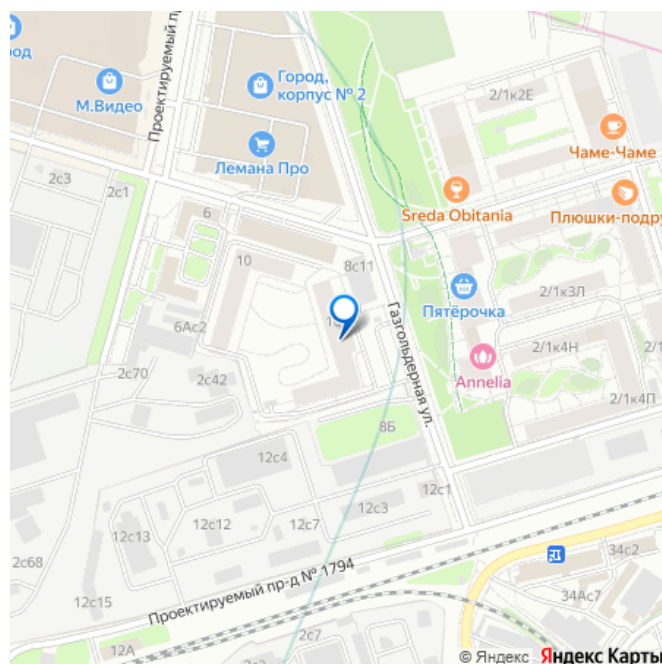 род
М.Видео
Проектируемый пр
Город,
корпус № 2
Лемана Про
2/1к2Е
Чаме-Чаме
Sreda Obitania
Плюшки-подру
2с3
2с1
6
10
8с11
6Ас2
Газгольдерная ул.
Пятёрочка
2/1к3Л
2/1к4Н
Annelia
2/1к4П
2с70
2с42
8Б
12с4
12с1
12с13
12с12
12с7
12с3
2с68
12с15
Проектируемый пр-д № 1794
34с2
34Ас7
12А
2с7
© Яндекс Яндекс Карты